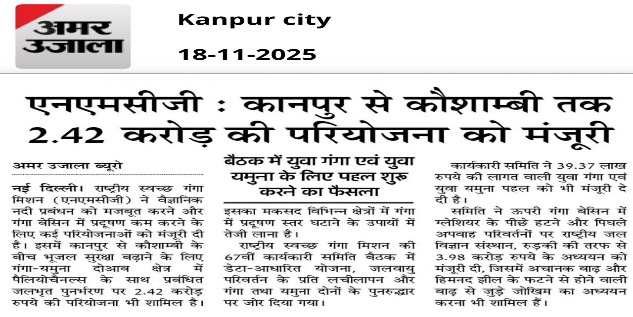 अमर
उजाला
Kanpur city
18-11-2025
एनएमसीजी : कानपुर से कौशाम्बी तक
2.42 करोड़ की परियोजना को मंजूरी
अमर उजाला ब्यूरो
नई दिल्ली। राष्ट्रीय स्वच्छ गंगा
मिशन (एनएमसीजी) ने वैज्ञानिक
नदी प्रबंधन को मजबूत करने और
गंगा बेसिन में प्रदूषण कम करने के
लिए कई परियोजनाओं को मंजूरी दी
है। इसमें कानपुर से कौशाम्बी के
बीच भूजल सुरक्षा बढ़ाने के लिए
गंगा-यमुना दोआब क्षेत्र में
पैलियोचैनल्स के साथ प्रबंधित
जलभृत पुनर्भरण पर 2.42 करोड़
रुपये की परियोजना भी शामिल है।
बैठक में युवा गंगा एवं युवा
यमुना के लिए पहल शुरू
करने का फैसला
इसका मकसद विभिन्न क्षेत्रों में गंगा
में प्रदूषण स्तर घटाने के उपायों में
तेजी लाना है।
राष्ट्रीय स्वच्छ गंगा मिशन की
67वीं कार्यकारी समिति बैठक में
डेटा-आधारित योजना, जलवायु
परिवर्तन के प्रति लचीलापन और
गंगा तथा यमुना दोनों के पुनरुद्धार
पर जोर दिया गया।
कार्यकारी समिति ने 39.37 लाख
रुपये की लागत वाली युवा गंगा एवं
युवा यमुना पहल को भी मंजूरी दे
दी है।
समिति ने ऊपरी गंगा बेसिन में
ग्लेशियर के पीछे हटने और पिघले
अपवाह परिवर्तनों पर राष्ट्रीय जल
विज्ञान संस्थान, रुड़की की तरफ से
3.98 करोड़ रुपये के अध्ययन को
मंजूरी दी, जिसमें अचानक बाढ़ और
हिमनद झील के फटने से होने वाली
बाढ़ से जुड़े जोखिम का अध्ययन
करना भी शामिल हैं।